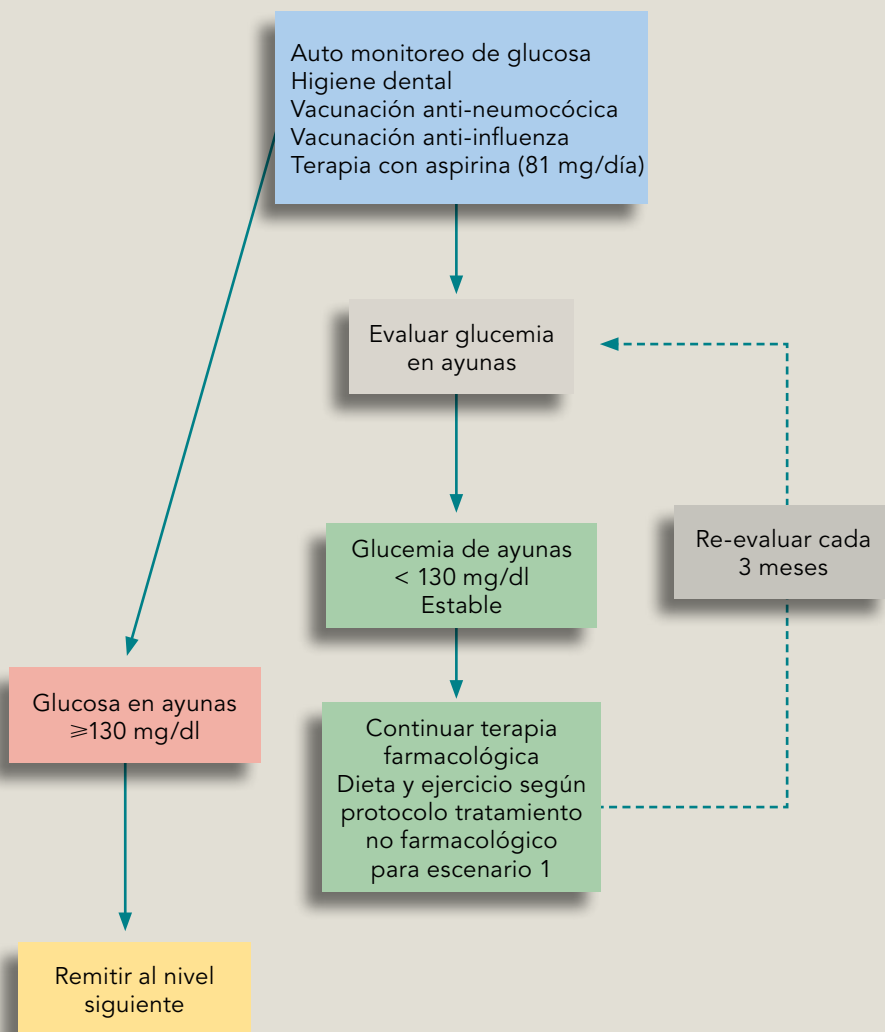 Auto monitoreo de glucosa
Higiene dental
Vacunación anti-neumocócica
Vacunación anti-influenza
Terapia con aspirina (81 mg/día)
Evaluar glucemia
en ayunas
Glucemia de ayunas
< 130 mg/dl
Estable
Re-evaluar cada
3 meses
Glucosa en ayunas
⩾130 mg/dl
Continuar terapia
farmacológica
Dieta y ejercicio según
protocolo tratamiento
no farmacológico
para escenario 1
Remitir al nivel
siguiente